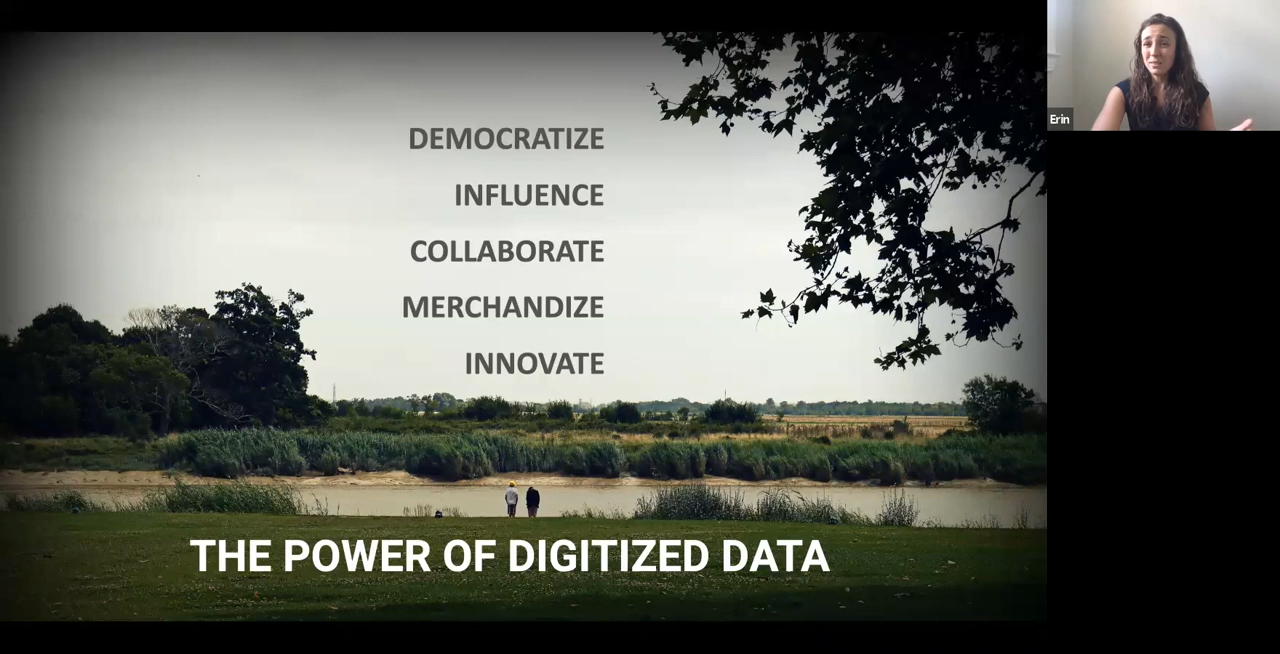 DEMOCRATIZE
INFLUENCE
COLLABORATE
MERCHANDIZE
INNOVATE
THE POWER OF DIGITIZED DATA
Erin